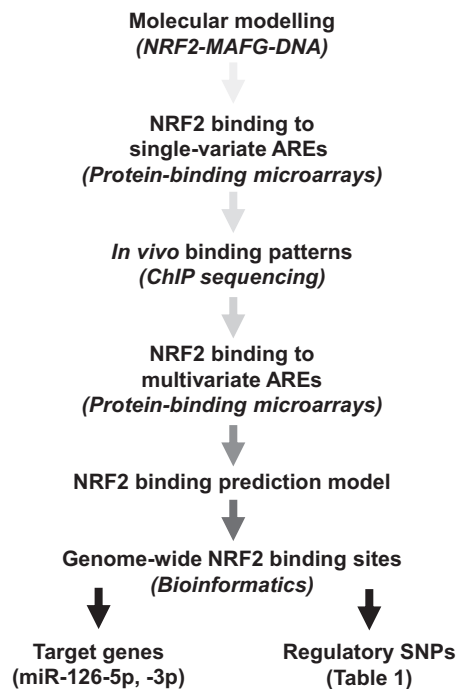 Molecular modelling
(NRF2-MAFG-DNA)
NRF2 binding to
single-variate AREs
(Protein-binding microarrays)
In vivo binding patterns
(ChIP sequencing)
NRF2 binding to
multivariate AREs
(Protein-binding microarrays)
NRF2 binding prediction model
Genome-wide NRF2 binding sites
(Bioinformatics)
Target genes
(miR-126-5p, -3p)
Regulatory SNPs
(Table 1)